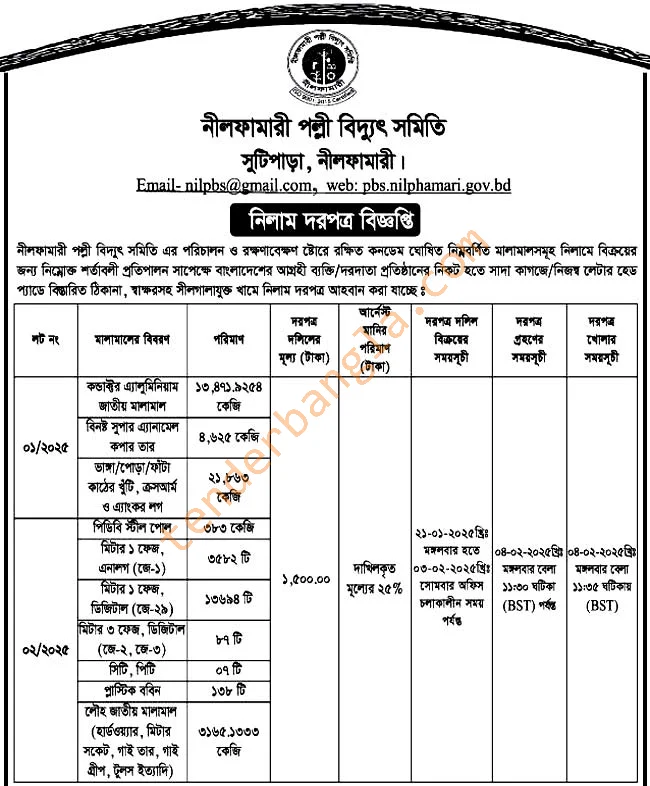 নীলফামারী পল্লী বিদ্যুৎ সমিতি
নীলফামারী
ISO 9001:2015 Certified
নীলফামারী পল্লী বিদ্যুৎ সমিতি
সুটিপাড়া, নীলফামারী।
Email- nilpbs@gmail.com, web: pbs.nilphamari.gov.bd
নিলাম দরপত্র বিজ্ঞপ্তি
নীলফামারী পল্লী বিদ্যুৎ সমিতি এর পরিচালন ও রক্ষণাবেক্ষণ ষ্টোরে রক্ষিত কনডেম ঘোষিত নিম্নবর্ণিত মালামালসমূহ নিলামে বিক্রয়ের
জন্য নিম্নোক্ত শর্তাবলী প্রতিপালন সাপেক্ষে বাংলাদেশের আগ্রহী ব্যক্তি/দরদাতা প্রতিষ্ঠানের নিকট হতে সাদা কাগজে/নিজস্ব লেটার হেড
প্যাডে বিস্তারিত ঠিকানা, স্বাক্ষরসহ সীলগালাযুক্ত খামে নিলাম দরপত্র আহবান করা যাচ্ছে ঃ
লট নং
মালামালের বিবরণ
পরিমাণ
দরপত্র
দলিলের
মূল্য (টাকা)
আর্নেস্ট
মানির
পরিমাণ
(টাকা)
দরপত্র দলিল
বিক্রয়ের
সময়সূচী
দরপত্র
গ্রহণের
সময়সূচী
দরপত্র
খোলার
সময়সূচী
০১/২০২৫
কন্ডাক্টর এ্যালুমিনিয়াম
জাতীয় মালামাল
১৩,৪৭১.৯২৫৪
কেজি
বিনষ্ট সুপার এ্যানামেল
কপার তার
৪,৬২৫ কেজি
ভাঙ্গা/পোড়া/ফাঁটা
কাঠের খুঁটি, ক্রসআর্ম
ও এ্যাংকর লগ
২১,৮৬৩
কেজি
০২/২০২৫
পিডিবি স্টীল পোল
৩৮৩ কেজি
মিটার ১ ফেজ,
এনালগ (জে-১)
৩৫৮২ টি
মিটার ১ ফেজ,
ডিজিটাল (জে-২৯)
১৩৬৯৪ টি
মিটার ৩ ফেজ, ডিজিটাল
(জে-২, জে-৩)
৮৭ টি
সিটি, পিটি
০৭ টি
প্লাস্টিক ববিন
১৩৮ টি
লৌহ জাতীয় মালামাল
(হার্ডওয়্যার, মিটার
সকেট, গাই তার, গাই
গ্রীপ, টুলস ইত্যাদি)
৩১৬৫.১৩৩৩
কেজি
১,৫০০.০০
দাখিলকৃত
মূল্যের ২৫%
২১-০১-২০২৫খ্রিঃ
মঙ্গলবার হতে
০৩-০২-২০২৫খ্রিঃ
সোমবার অফিস
চলাকালীন সময়
পর্যন্ত
০৪-০২-২০২৫খ্রিঃ
মঙ্গলবার বেলা
১১:৩০ ঘটিকা
(BST) পর্যন্ত
০৪-০২-২০২৫খ্রিঃ
মঙ্গলবার বেলা
১১:৩৫ ঘটিকায়
(BST)
tenderbangla.com